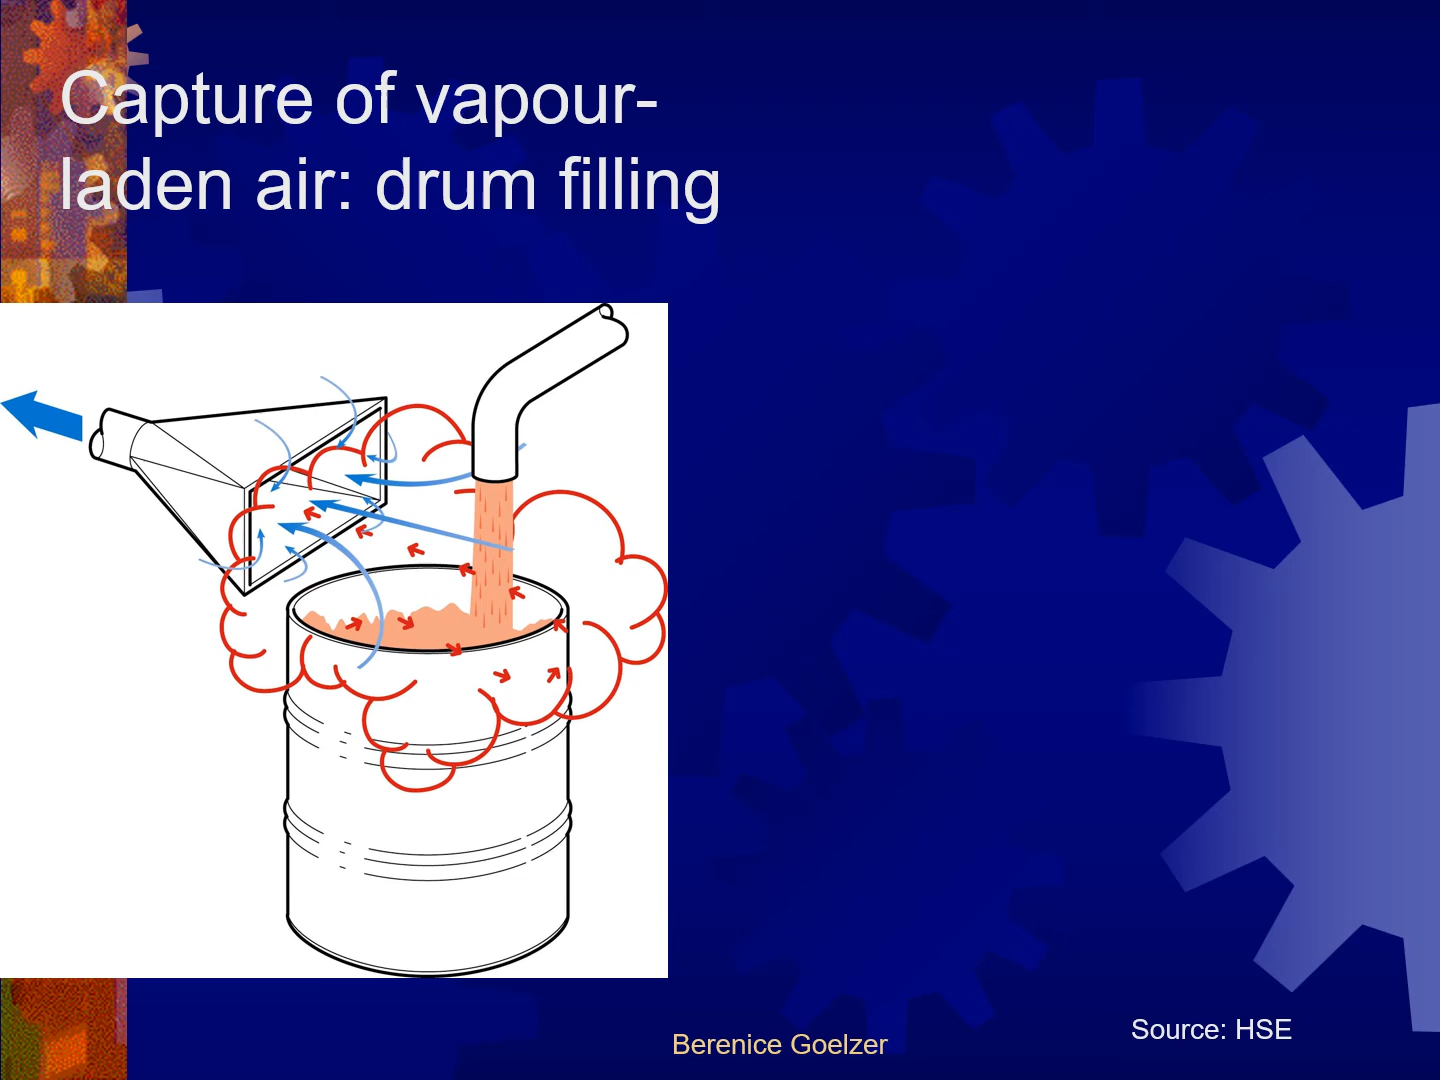 Capture of vapour-
laden air: drum filling
Source: HSE
Berenice Goelzer